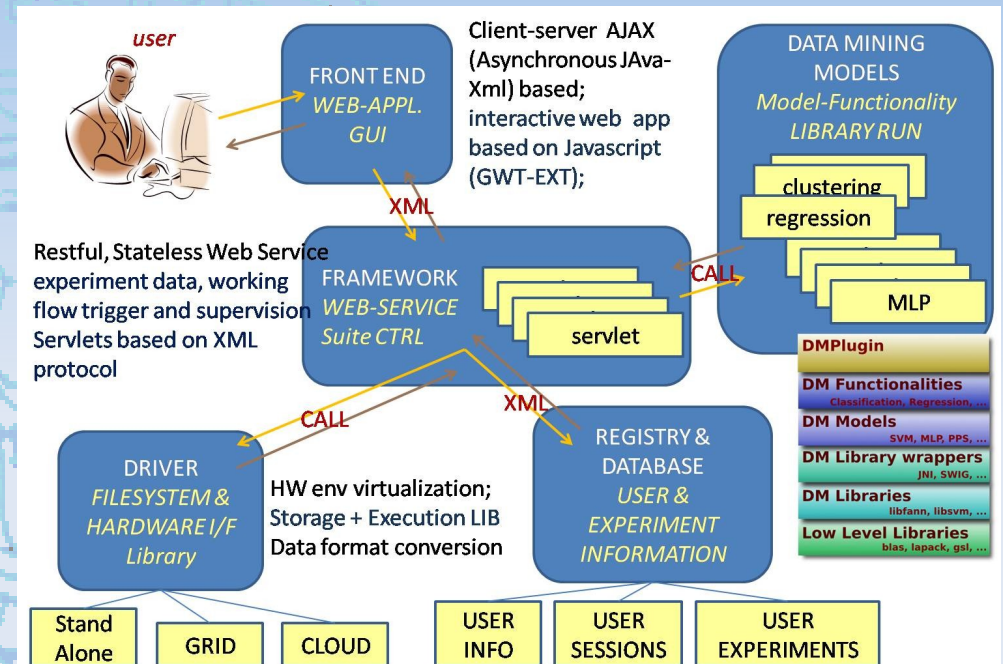 user
FRONT END
WEB-APPL.
GUI
Client-server AJAX
(Asynchronous JAva-
Xml) based;
interactive web app
based on Javascript
(GWT-EXT);
DATA MINING
MODELS
Model-Functionality
LIBRARY RUN
clustering
regression
MLP
XML
CALL
Restful, Stateless Web Service
experiment data, working
flow trigger and supervision
Servlets based on XML
protocol
FRAMEWORK
WEB-SERVICE
Suite CTRL
servlet
CALL
XML
DRIVER
FILESYSTEM &
HARDWARE I/F
Library
HW env virtualization;
Storage + Execution LIB
Data format conversion
REGISTRY &
DATABASE
USER &
EXPERIMENT
INFORMATION
DMPlugin
DM Functionalities
Classification, Regression, ...
DM Models
SVM, MLP, PPS, ...
DM Library wrappers
JNI, SWIG, ...
DM Libraries
libfann, libsvm, ...
Low Level Libraries
blas, lapack, gsl, ...
Stand
Alone
GRID
CLOUD
USER
INFO
USER
SESSIONS
USER
EXPERIMENTS